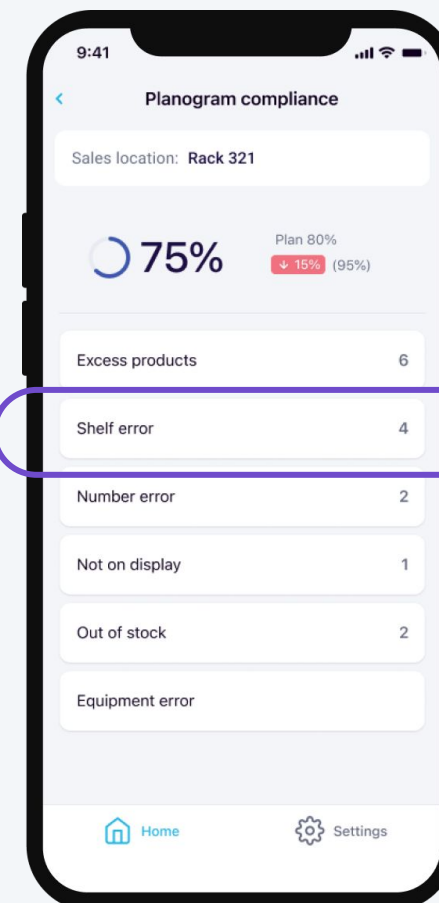 9:41
Planogram compliance
Sales location: Rack 321
75%
Plan 80%
↓ 15% (95%)
Excess products 6
Shelf error 4
Number error 2
Not on display 1
Out of stock 2
Equipment error
Home Settings